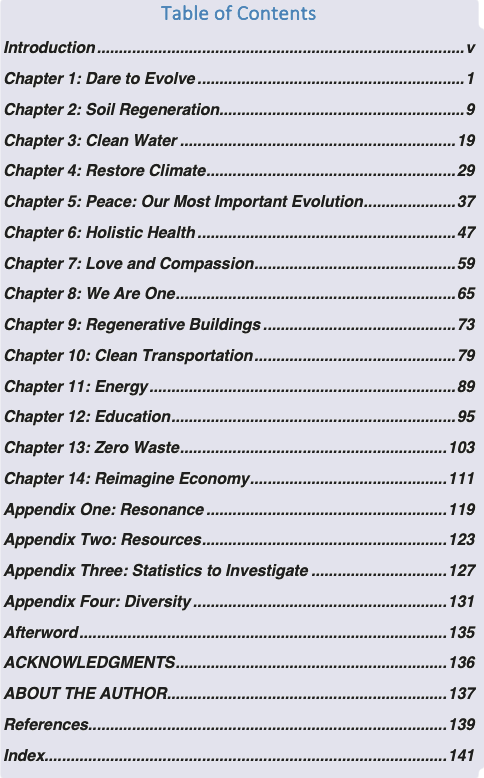 Table of Contents
Introduction....................................................................................v
Chapter 1: Dare to Evolve..............................................................1
Chapter 2: Soil Regeneration.........................................................9
Chapter 3: Clean Water................................................................19
Chapter 4: Restore Climate..........................................................29
Chapter 5: Peace: Our Most Important Evolution.....................37
Chapter 6: Holistic Health............................................................47
Chapter 7: Love and Compassion...............................................59
Chapter 8: We Are One.................................................................65
Chapter 9: Regenerative Buildings.............................................73
Chapter 10: Clean Transportation...............................................79
Chapter 11: Energy.......................................................................89
Chapter 12: Education..................................................................95
Chapter 13: Zero Waste..............................................................103
Chapter 14: Reimagine Economy..............................................111
Appendix One: Resonance........................................................119
Appendix Two: Resources.........................................................123
Appendix Three: Statistics to Investigate................................127
Appendix Four: Diversity...........................................................131
Afterword.....................................................................................135
ACKNOWLEDGMENTS...............................................................136
ABOUT THE AUTHOR.................................................................137
References...................................................................................139
Index.............................................................................................141